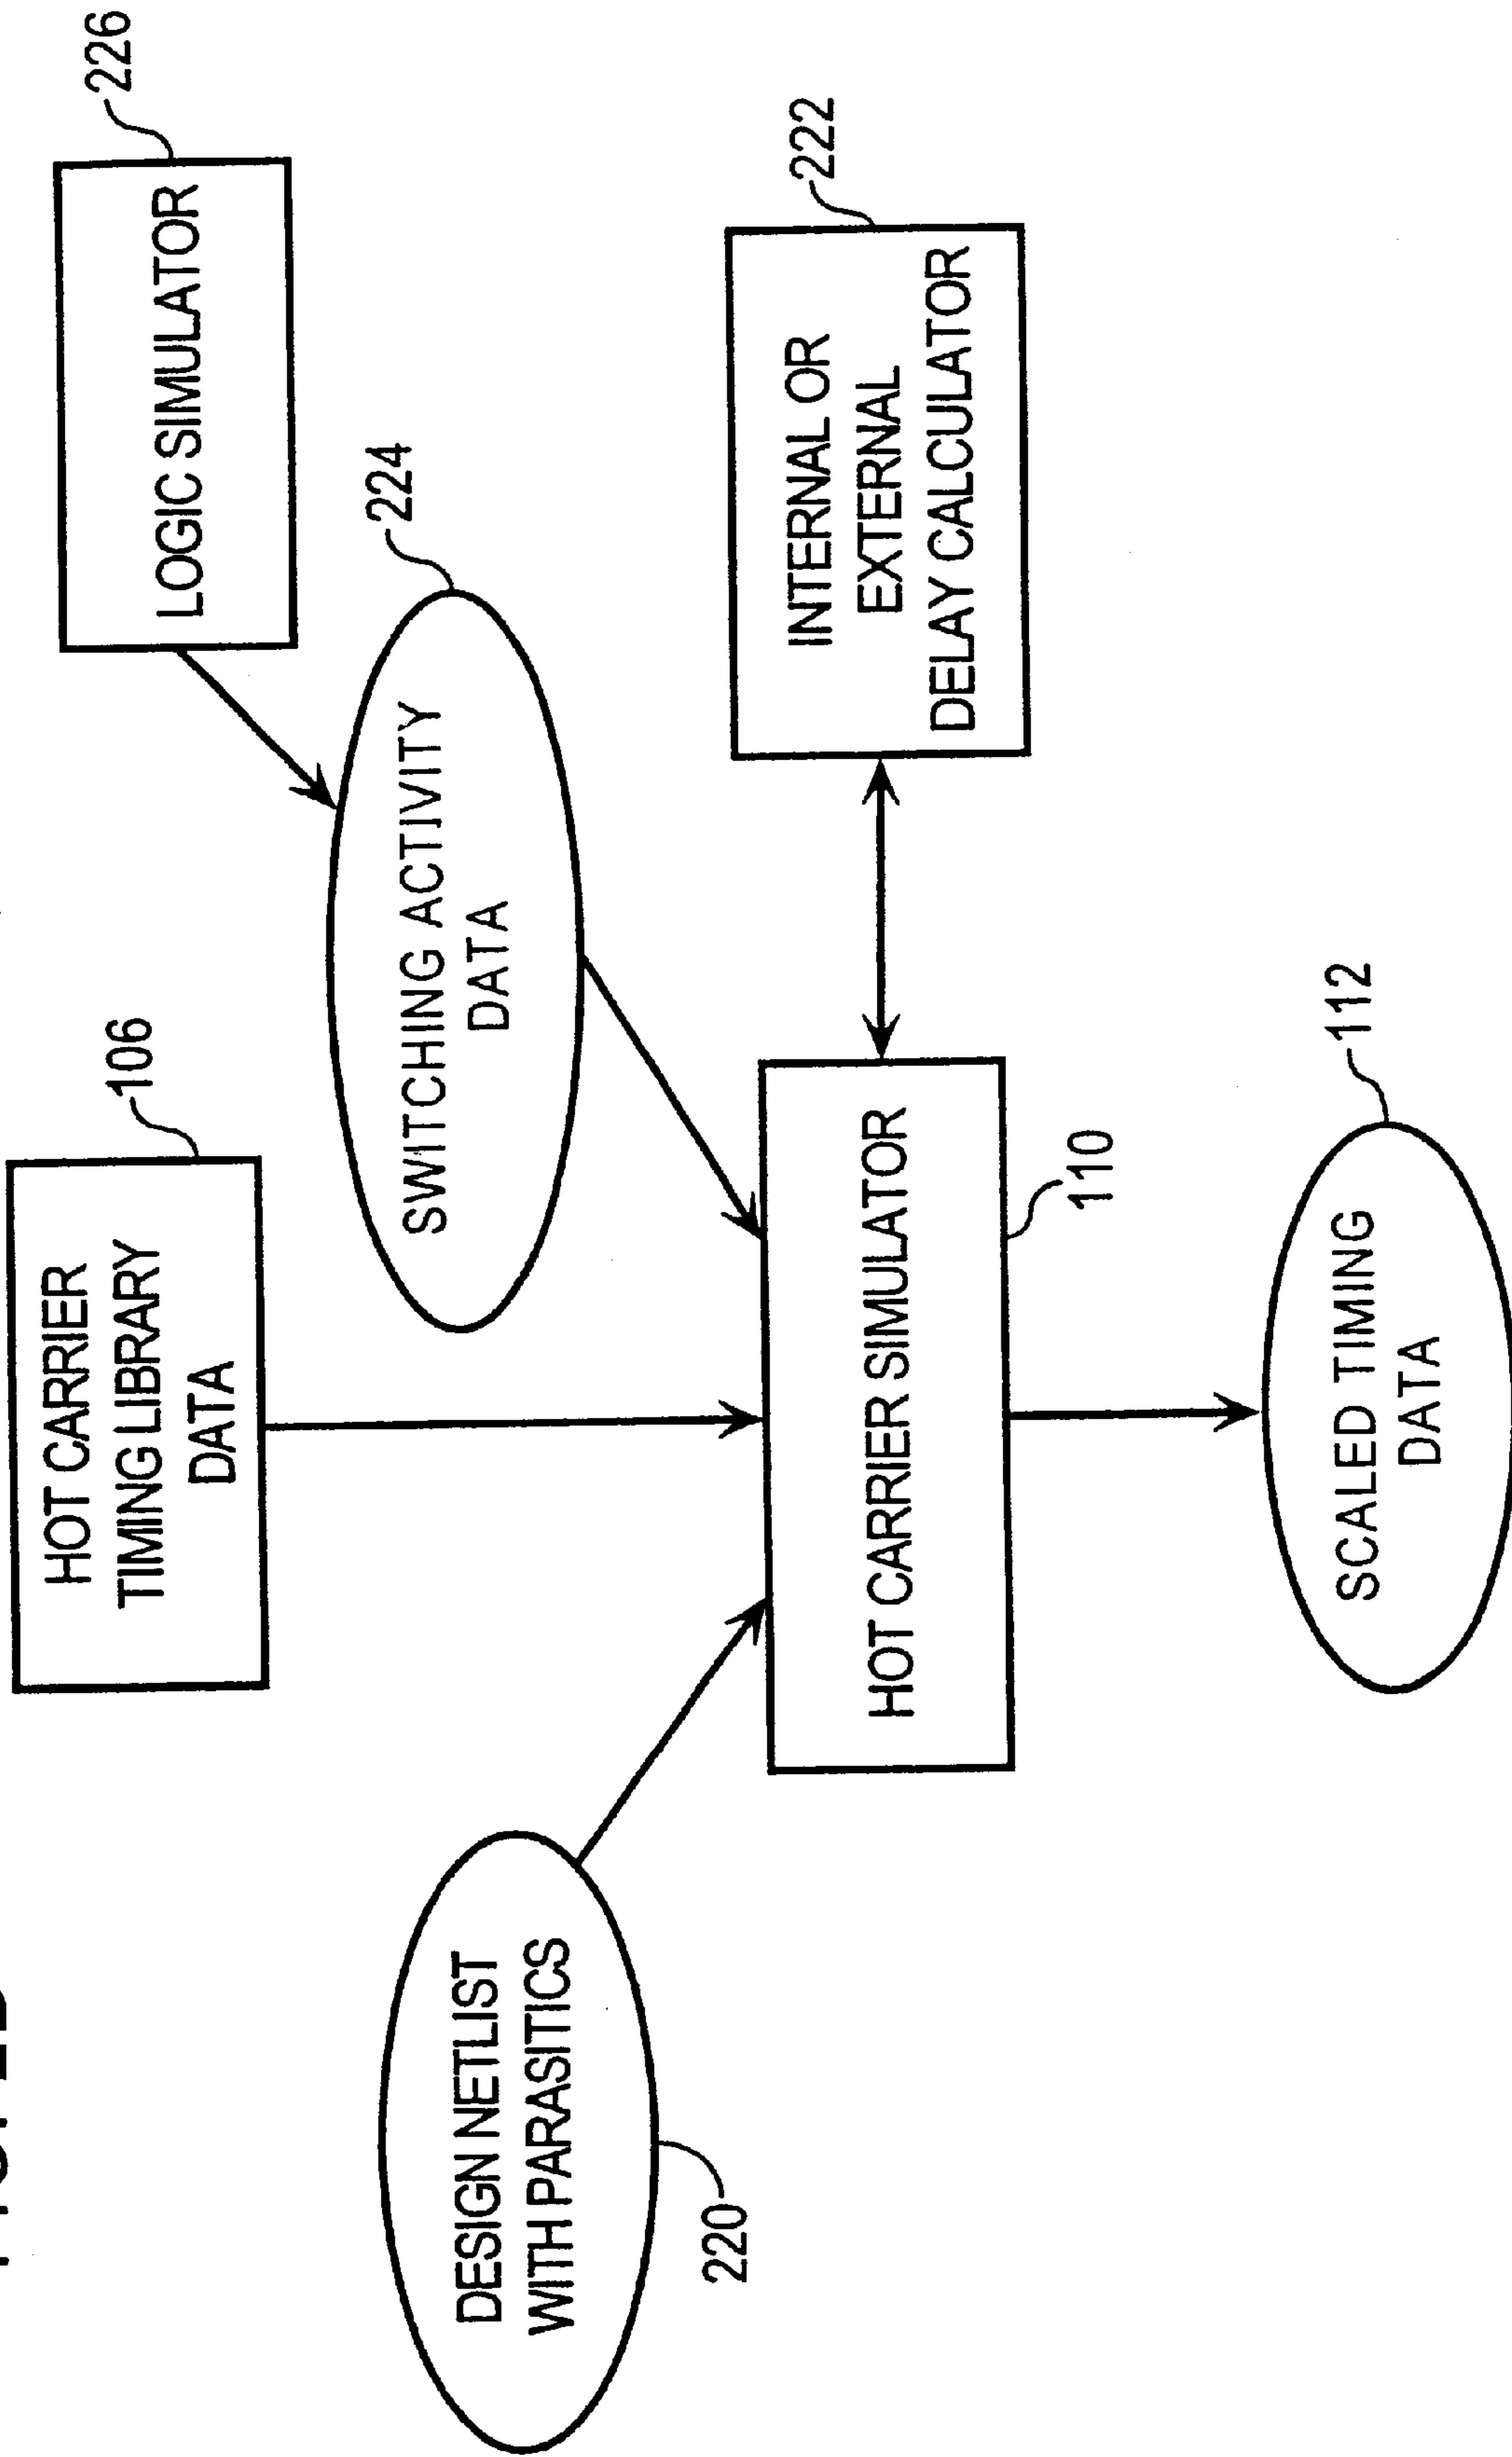 HOT CARRIER
TIMING LIBRARY
DATA
106
LOGIC SIMULATOR
226
SWITCHING ACTIVITY
DATA
224
DESIGN NETLIST
WITH PARASITICS
220
HOT CARRIER SIMULATOR
110
INTERNAL OR
EXTERNAL
DELAY CALCULATOR
222
SCALED TIMING
DATA
112